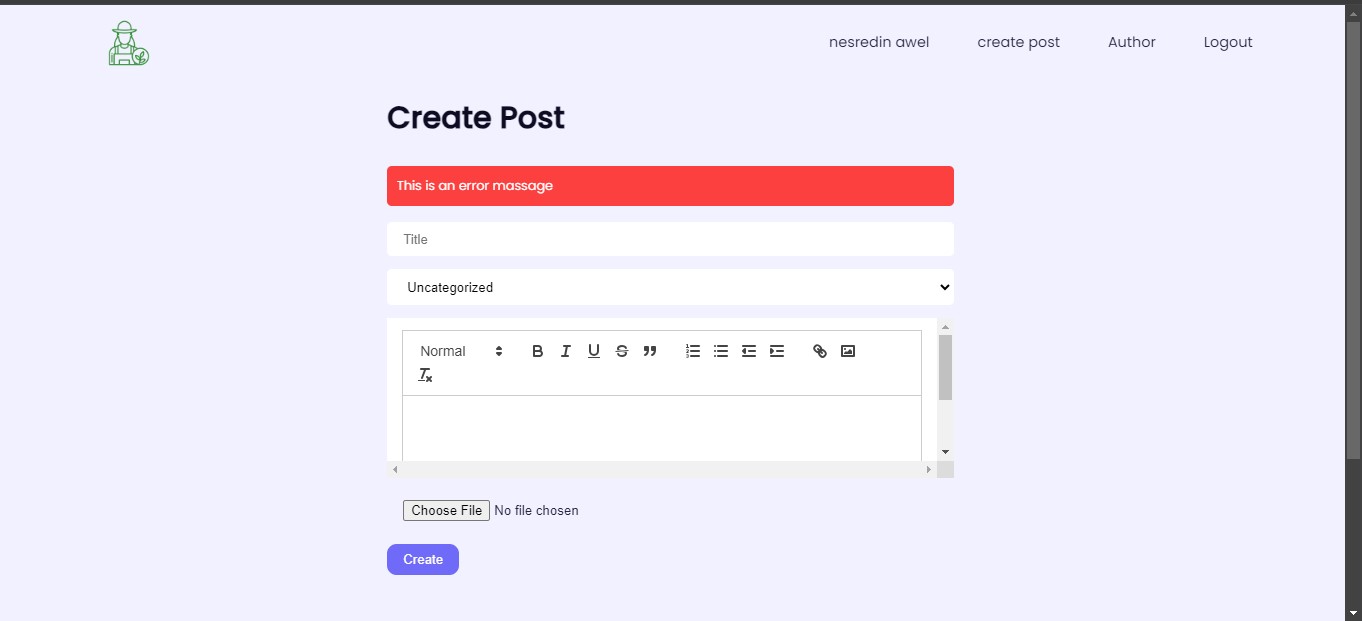 nesredin awel create post Author Logout
Create Post
This is an error massage
Title
Uncategorized
Normal
Choose File No file chosen
Create